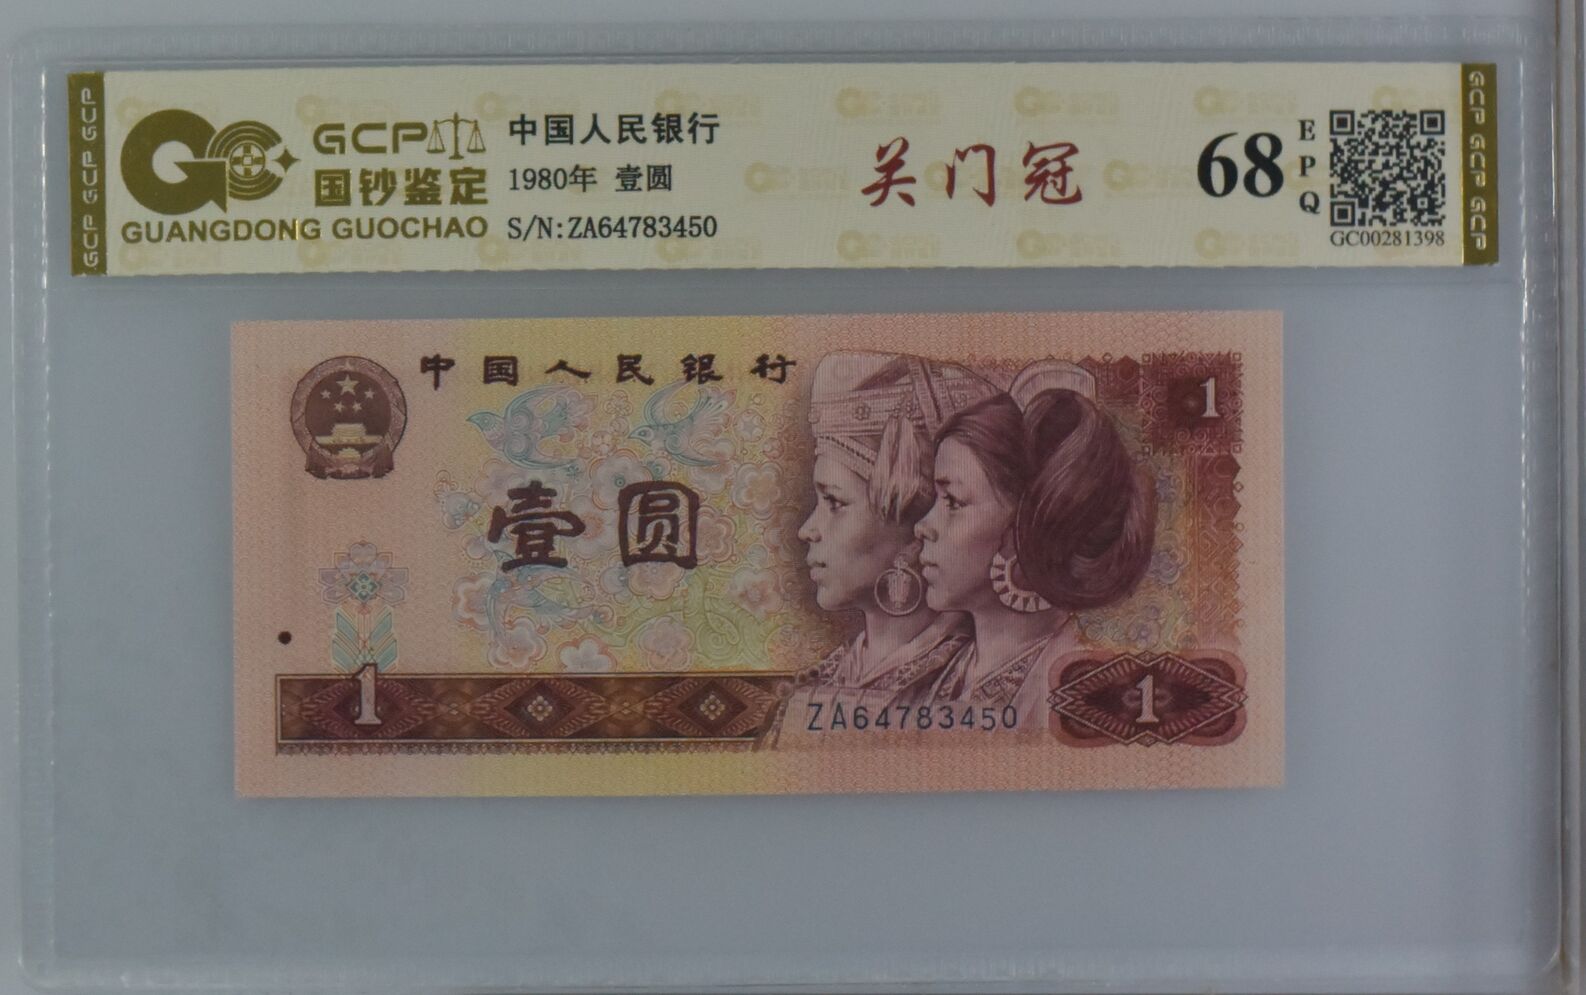 GCP GCP GCP GCP
GCP
国钞鉴定
GUANGDONG GUOCHAO
中国人民银行
1980年 壹圆
S/N:ZA64783450
关门冠
68
EPQ
GC00281398
GCP GCP GCP
中国人民银行
1
壹圆
1
ZA64783450
1